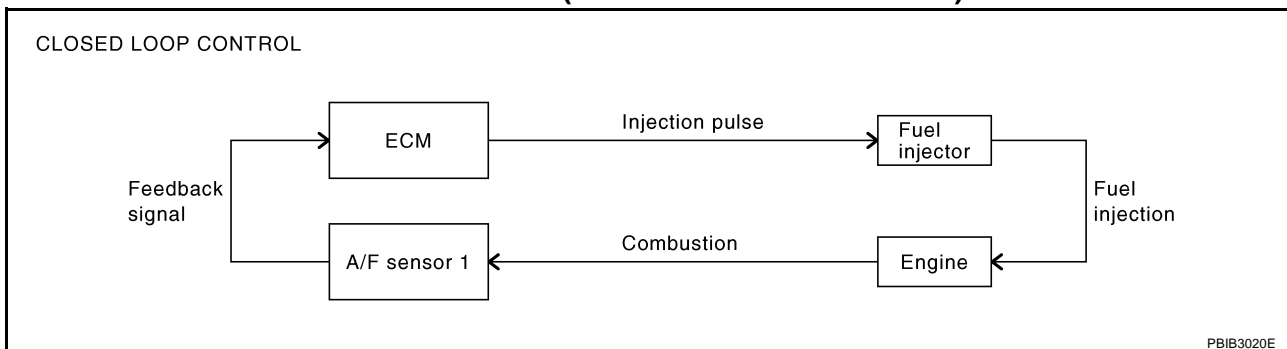 CLOSED LOOP CONTROL
ECM
Injection pulse
Fuel
injector
Feedback
signal
Fuel
injection
A/F sensor 1
Combustion
Engine
PBIB3020E